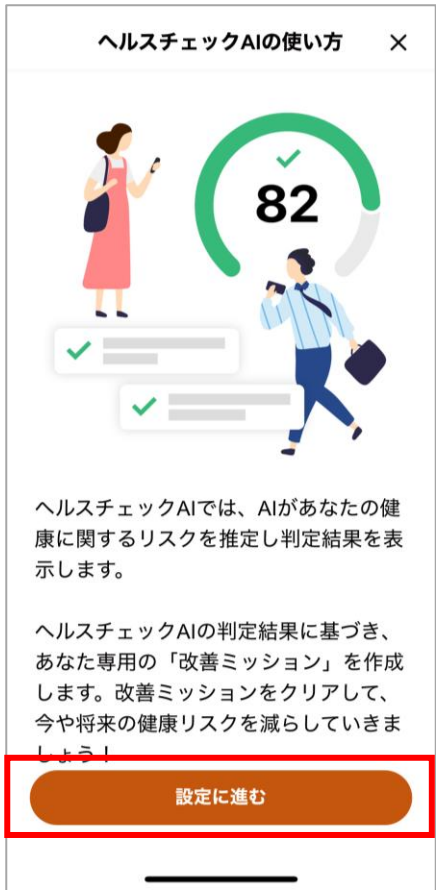 ヘルスチェックAIの使い方 ×
82
ヘルスチェックAIでは、AIがあなたの健
康に関するリスクを推定し判定結果を表
示します。
ヘルスチェックAIの判定結果に基づき、
あなた専用の「改善ミッション」を作成
します。改善ミッションをクリアして、
今や将来の健康リスクを減らしていきま
しょう！
設定に進む